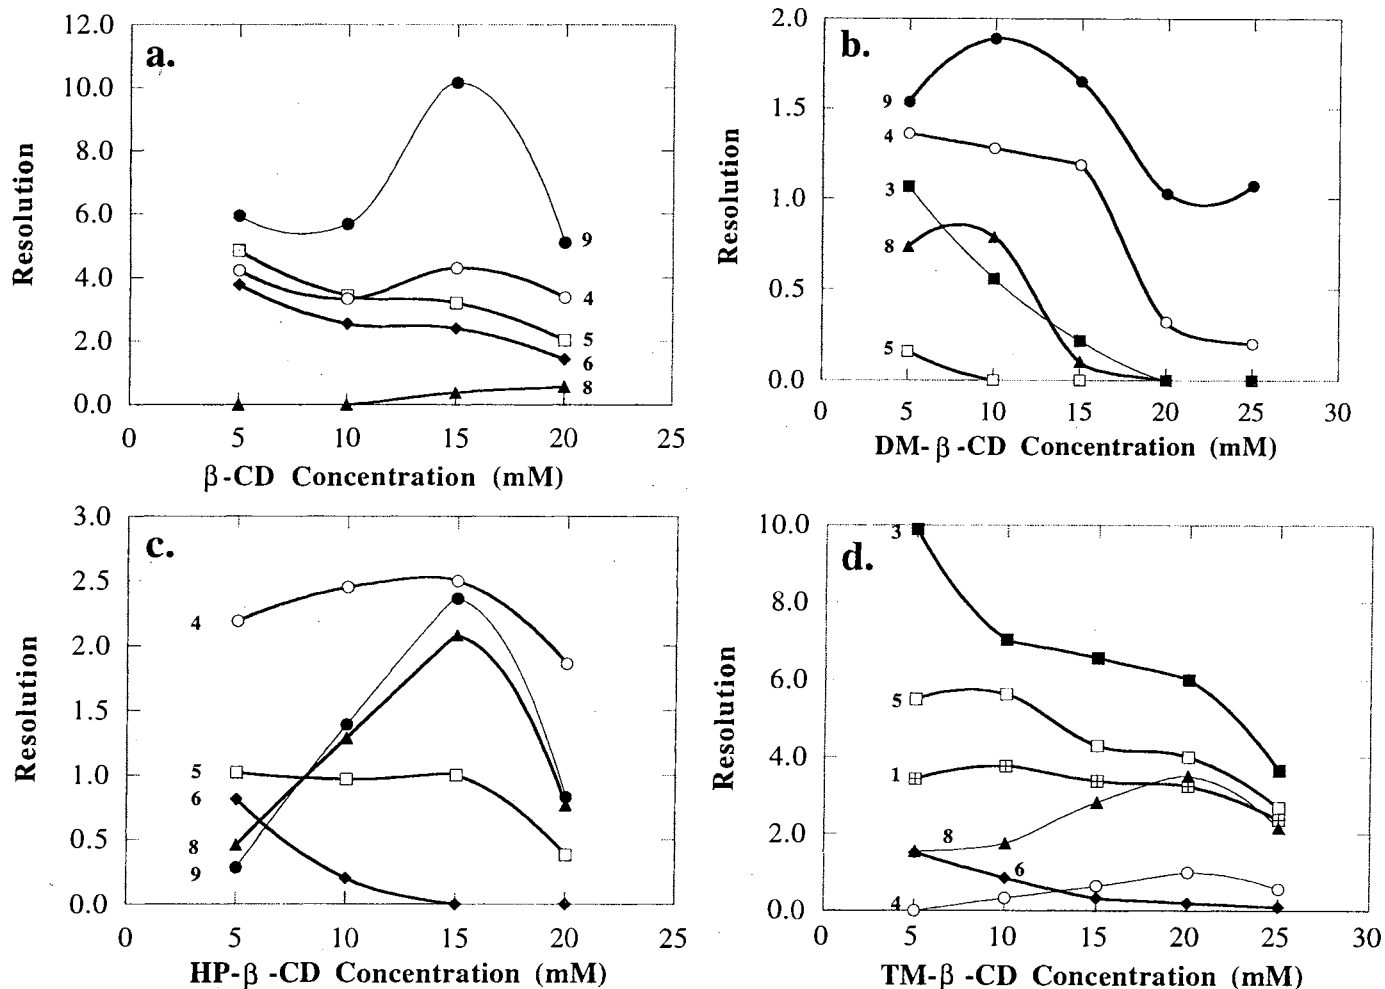 a.
12.0
10.0
8.0
6.0
4.0
2.0
0.0
Resolution
9
4
5
6
8
0 5 10 15 20 25
β-CD Concentration (mM)
b.
2.0
1.5
1.0
0.5
0.0
Resolution
9
4
3
8
5
0 5 10 15 20 25 30
DM-β-CD Concentration (mM)
c.
3.0
2.5
2.0
1.5
1.0
0.5
0.0
Resolution
4
5
6
8
9
0 5 10 15 20 25
HP-β-CD Concentration (mM)
d.
10.0
8.0
6.0
4.0
2.0
0.0
Resolution
3
5
1
8
6
4
0 5 10 15 20 25 30
TM-β-CD Concentration (mM)